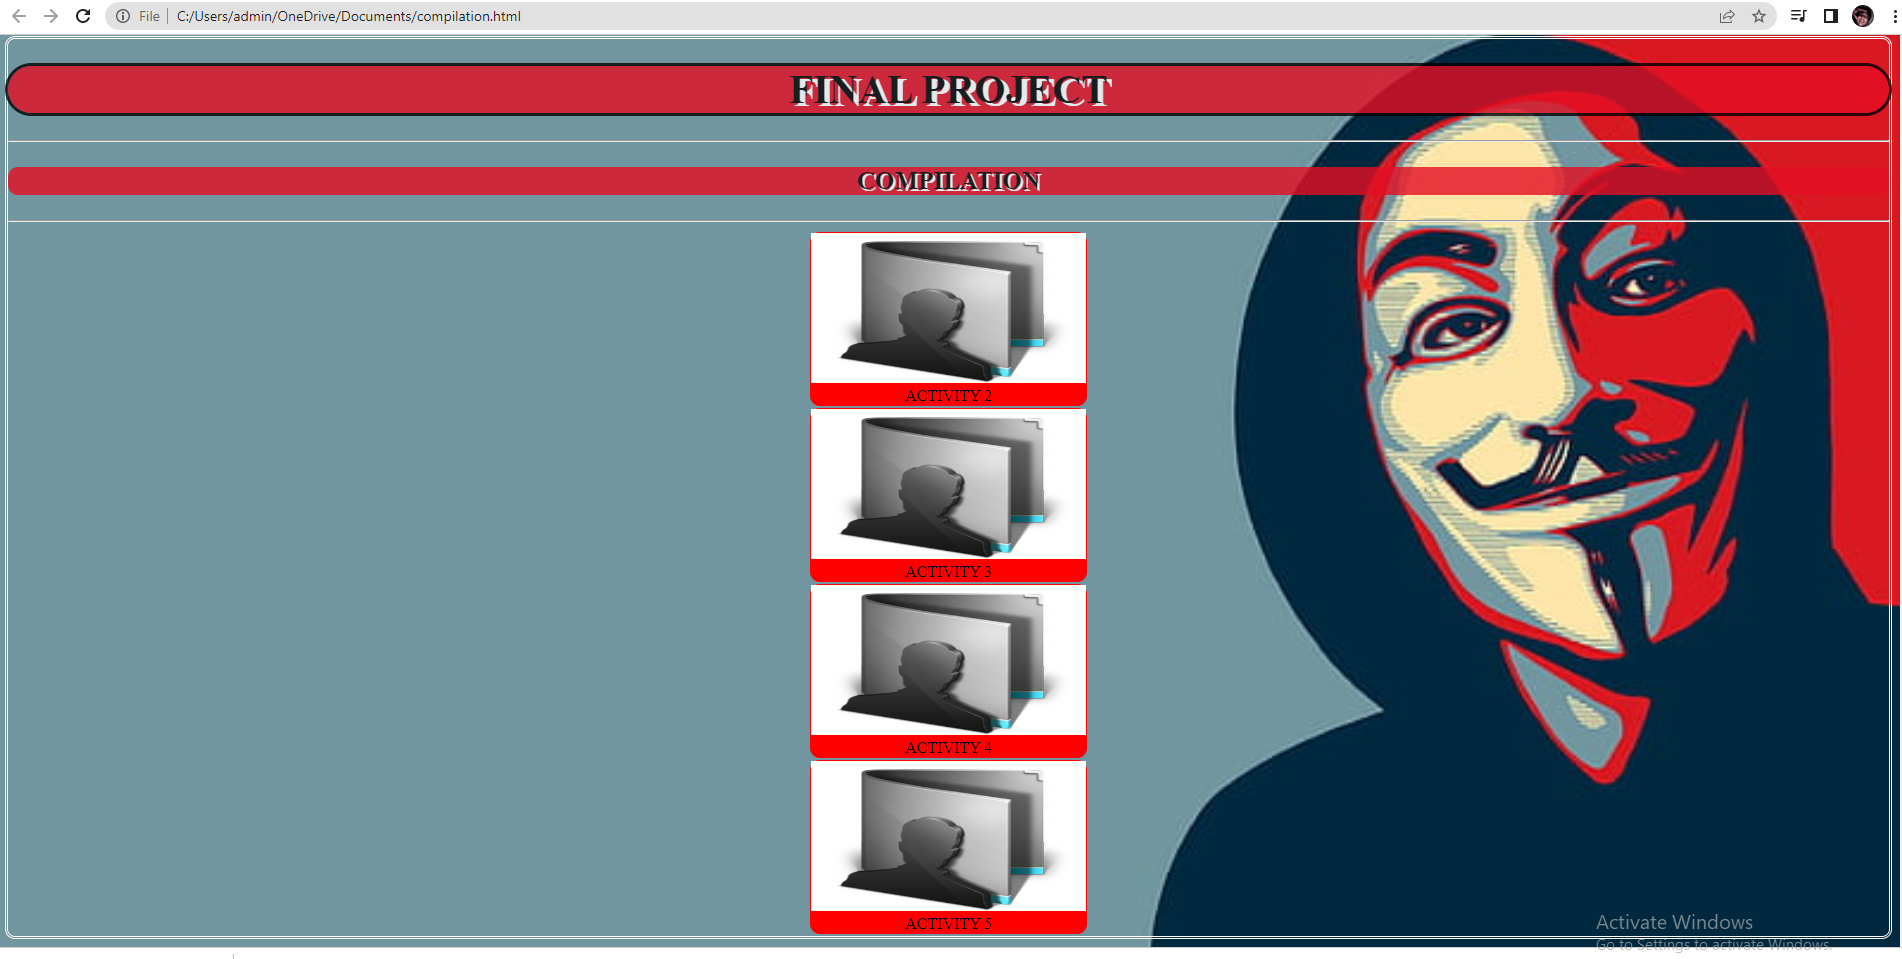 File
C:/Users/admin/OneDrive/Documents/compilation.html
FINAL PROJECT
COMPILATION
ACTIVITY 2
ACTIVITY 3
ACTIVITY 4
ACTIVITY 5
Activate Windows
Go to Settings to activate Windows.